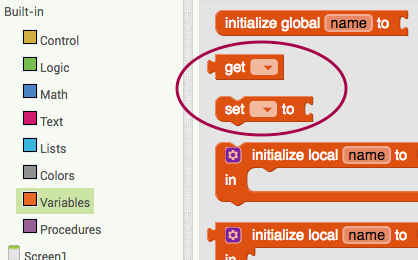 Built-in
Control
Logic
Math
Text
Lists
Colors
Variables
Procedures
Screen1
initialize global name to
get
set to
initialize local name to
in
initialize local name to
in